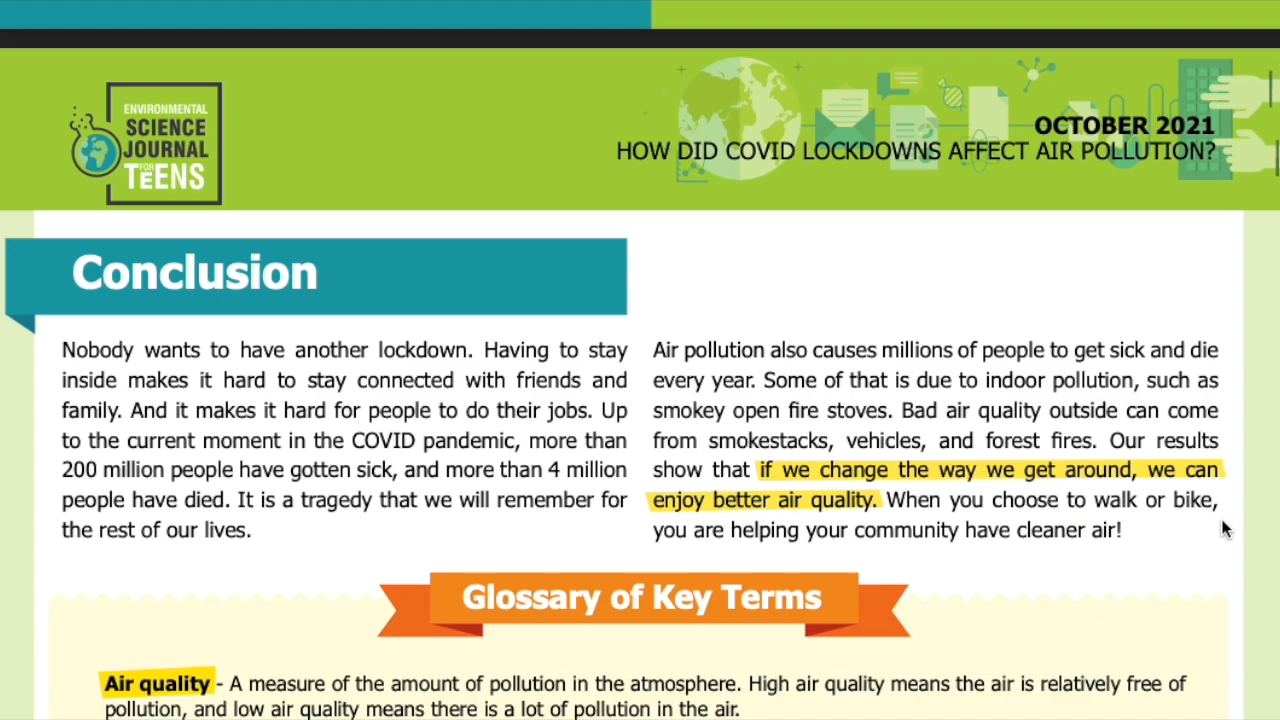 ENVIRONMENTAL
SCIENCE
JOURNAL
FOR
TEENS
OCTOBER 2021
HOW DID COVID LOCKDOWNS AFFECT AIR POLLUTION?
Conclusion
Nobody wants to have another lockdown. Having to stay
inside makes it hard to stay connected with friends and
family. And it makes it hard for people to do their jobs. Up
to the current moment in the COVID pandemic, more than
200 million people have gotten sick, and more than 4 million
people have died. It is a tragedy that we will remember for
the rest of our lives.
Air pollution also causes millions of people to get sick and die
every year. Some of that is due to indoor pollution, such as
smokey open fire stoves. Bad air quality outside can come
from smokestacks, vehicles, and forest fires. Our results
show that if we change the way we get around, we can
enjoy better air quality. When you choose to walk or bike,
you are helping your community have cleaner air!
Glossary of Key Terms
Air quality - A measure of the amount of pollution in the atmosphere. High air quality means the air is relatively free of
pollution, and low air quality means there is a lot of pollution in the air.